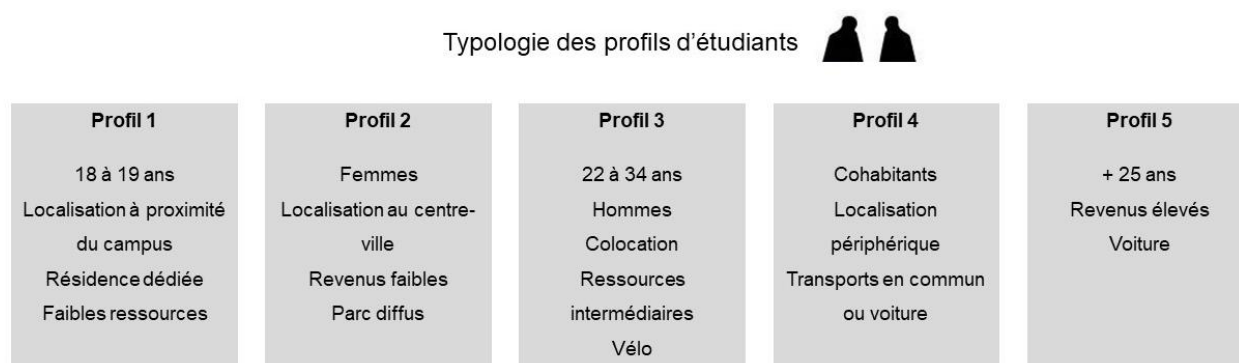 Typologie des profils d'étudiants
Profil 1
18 à 19 ans
Localisation à proximité
du campus
Résidence dédiée
Faibles ressources
Profil 2
Femmes
Localisation au centre-
ville
Revenus faibles
Parc diffus
Profil 3
22 à 34 ans
Hommes
Colocation
Ressources
intermédiaires
Vélo
Profil 4
Cohabitants
Localisation
périphérique
Transports en commun
ou voiture
Profil 5
+ 25 ans
Revenus élevés
Voiture